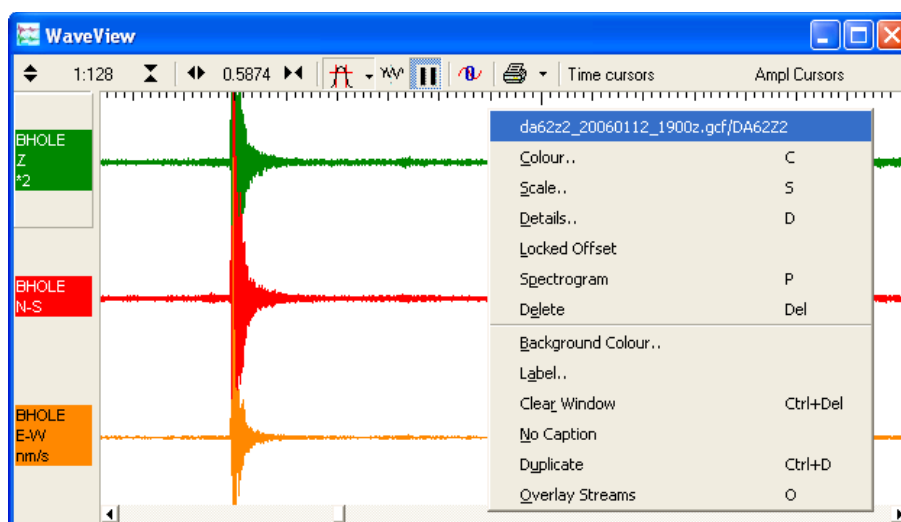 WaveView
1:128 0.5874 Time cursors Ampl Cursors
BHOLE
Z
*2
BHOLE
N-S
BHOLE
E-W
nm/s
da62z2_20060112_1900z.gcf/DA62Z2
Colour.. C
Scale.. S
Details.. D
Locked Offset
Spectrogram P
Delete Del
Background Colour..
Label..
Clear Window Ctrl+Del
No Caption
Duplicate Ctrl+D
Overlay Streams O